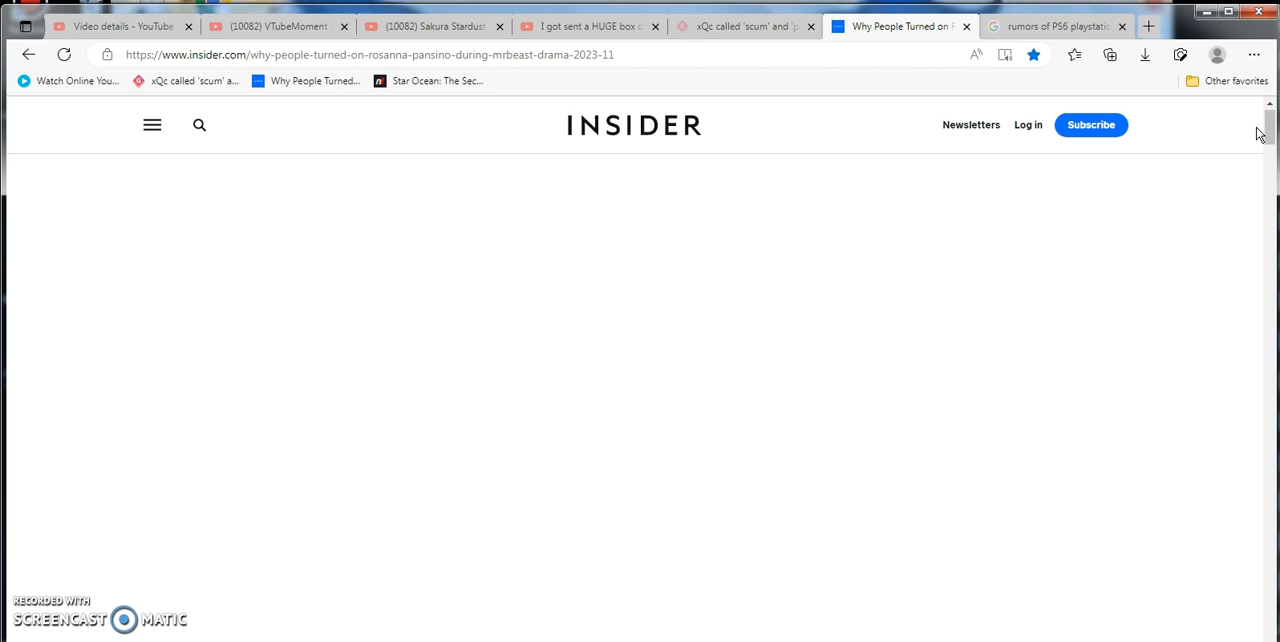 Video details - YouTube
(10082) VTubeMoment
(10082) Sakura Stardust
I got sent a HUGE box o
xQc called 'scum' and 'p
Why People Turned on R
rumors of PS6 playstatio
https://www.insider.com/why-people-turned-on-rosanna-pansino-during-mrbeast-drama-2023-11
Watch Online You...
xQc called 'scum' a...
Why People Turned...
Star Ocean: The Sec...
Other favorites
INSIDER
Newsletters
Log in
Subscribe
RECORDED WITH
SCREENCAST MATIC